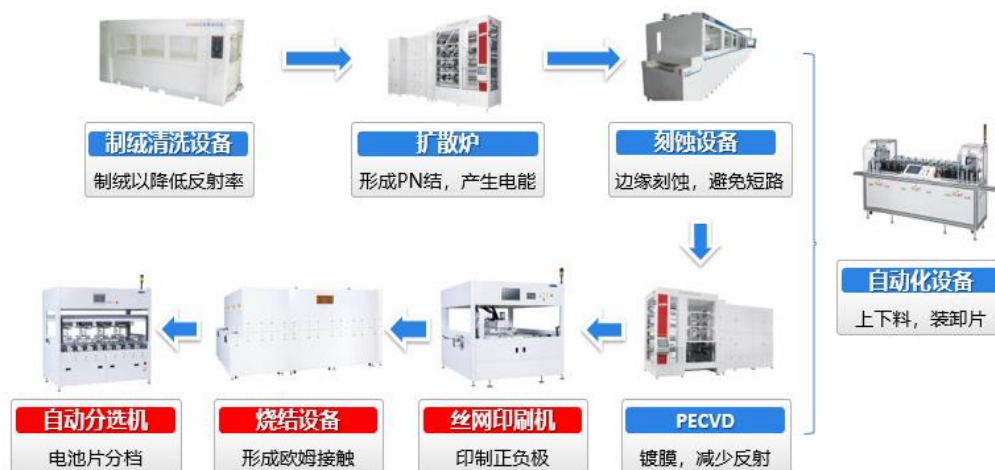 制绒清洗设备
制绒以降低反射率
扩散炉
形成PN结，产生电能
刻蚀设备
边缘刻蚀，避免短路
自动化设备
上下料，装卸片
自动分选机
电池片分档
烧结设备
形成欧姆接触
丝网印刷机
印制正负极
PECVD
镀膜，减少反射